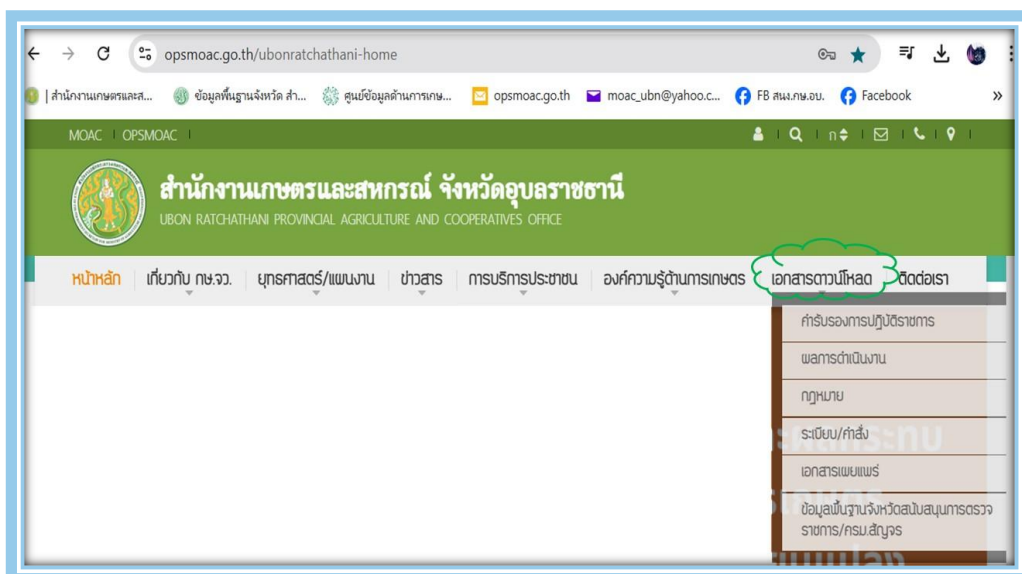 opsmoac.go.th/ubonratchathani-home
| สำนักงานเกษตรและส... ข้อมูลพื้นฐานจังหวัด สำ... ศูนย์ข้อมูลด้านการเกษ... opsmoac.go.th moac_ubn@yahoo.c... FB สนง.กษ.อบ. Facebook »
MOAC | OPSMOAC | | | ก | | | |
สำนักงานเกษตรและสหกรณ์ จังหวัดอุบลราชธานี
UBON RATCHATHANI PROVINCIAL AGRICULTURE AND COOPERATIVES OFFICE
หน้าหลัก เกี่ยวกับ กษ.จว. ยุทธศาสตร์/แผนงาน ข่าวสาร การบริการประชาชน องค์ความรู้ด้านการเกษตร เอกสารดาวน์โหลด ติดต่อเรา
คำรับรองการปฏิบัติราชการ
ผลการดำเนินงาน
กฎหมาย
ระเบียบ/คำสั่ง
เอกสารเผยแพร่
ข้อมูลพื้นฐานจังหวัดสนับสนุนการตรวจ
ราชการ/ครม.สัญจร